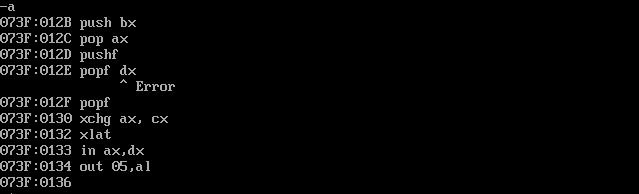 -a
073F:012B push bx
073F:012C pop ax
073F:012D pushf
073F:012E popf dx
^ Error
073F:012F popf
073F:0130 xchg ax, cx
073F:0132 xlat
073F:0133 in ax,dx
073F:0134 out 05,al
073F:0136